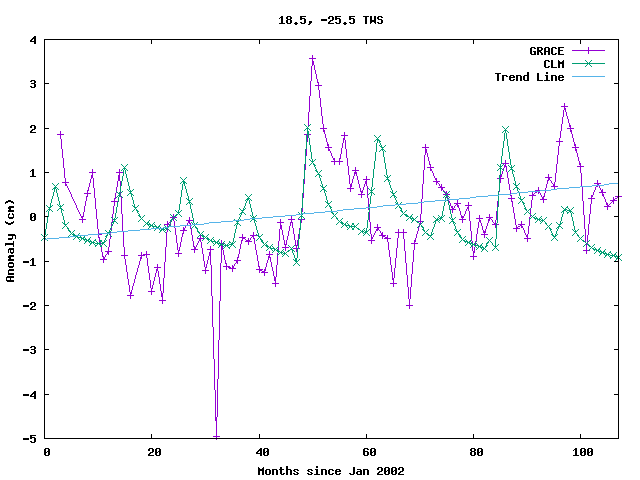 18.5, -25.5 TWS
GRACE
CLM
Trend Line
4
3
2
1
0
-1
-2
-3
-4
-5
Anomaly (cm)
0 20 40 60 80 100
Months since Jan 2002